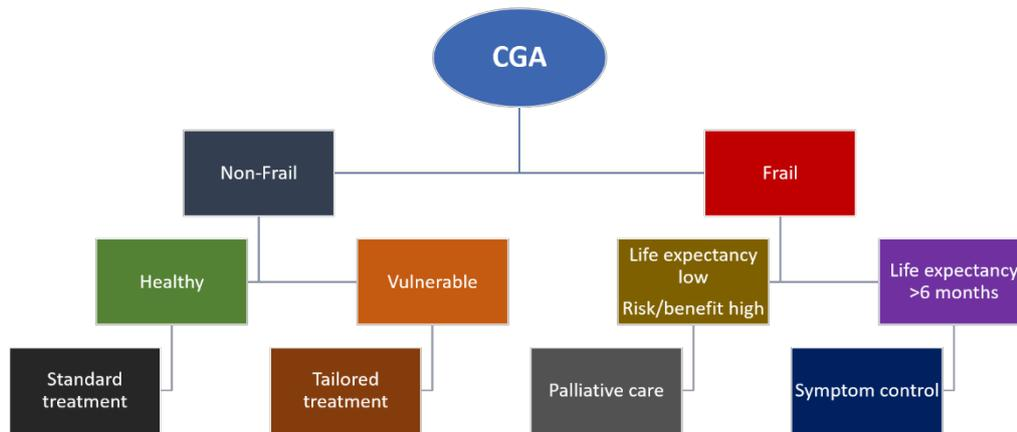 CGA
Non-Frail
Frail
Healthy
Vulnerable
Life expectancy
low
Risk/benefit high
Life expectancy
>6 months
Standard
treatment
Tailored
treatment
Palliative care
Symptom control